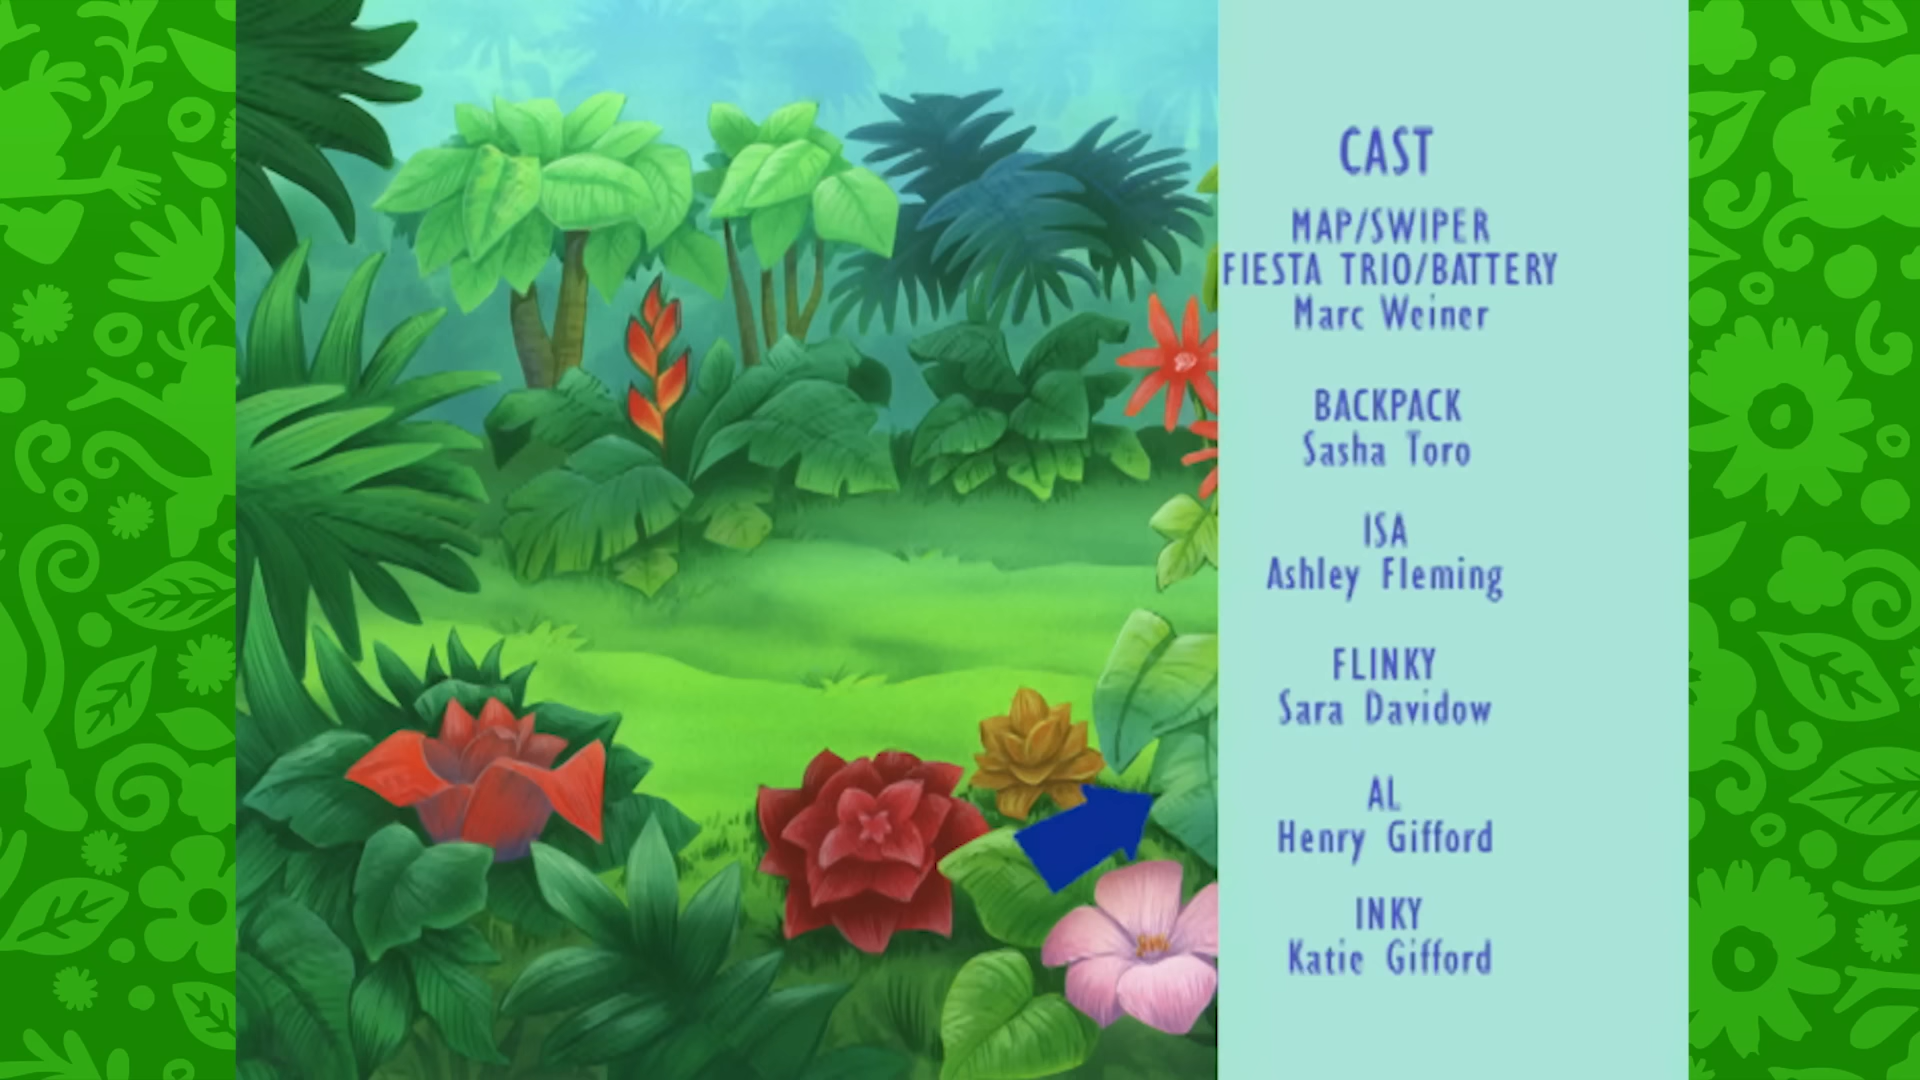 CAST
MAP/SWIPER
FIESTA TRIO/BATTERY
Marc Weiner
BACKPACK
Sasha Toro
ISA
Ashley Fleming
FLINKY
Sara Davidow
AL
Henry Gifford
INKY
Katie Gifford